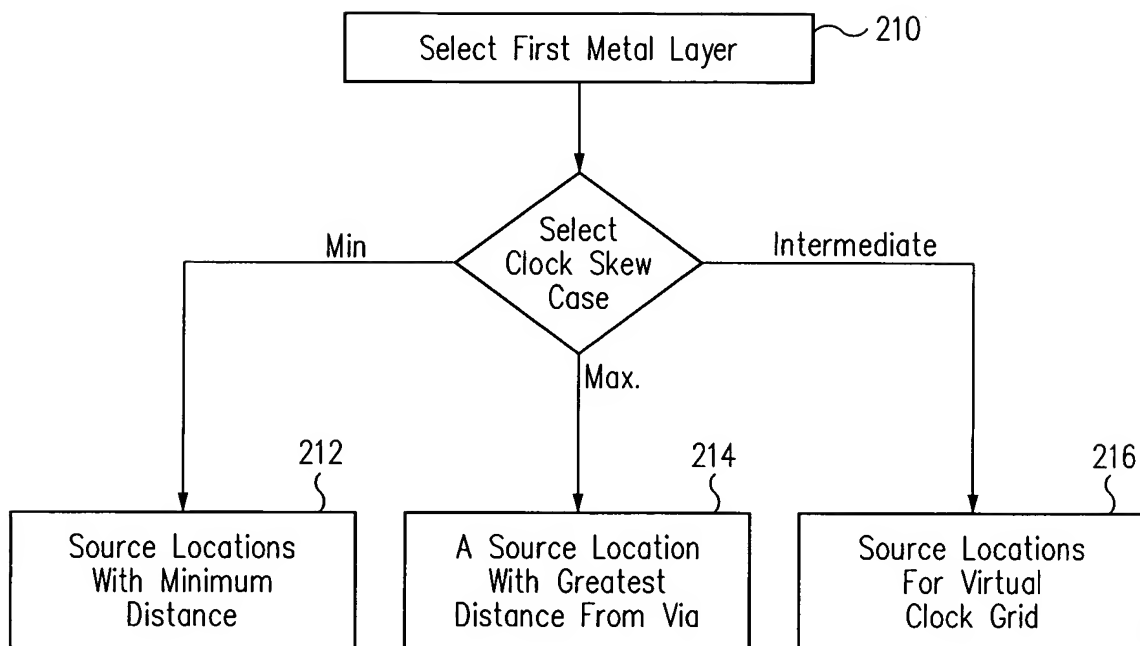 Select First Metal Layer
210
Select
Clock Skew
Case
Min
Intermediate
Max.
212
Source Locations
With Minimum
Distance
214
A Source Location
With Greatest
Distance From Via
216
Source Locations
For Virtual
Clock Grid